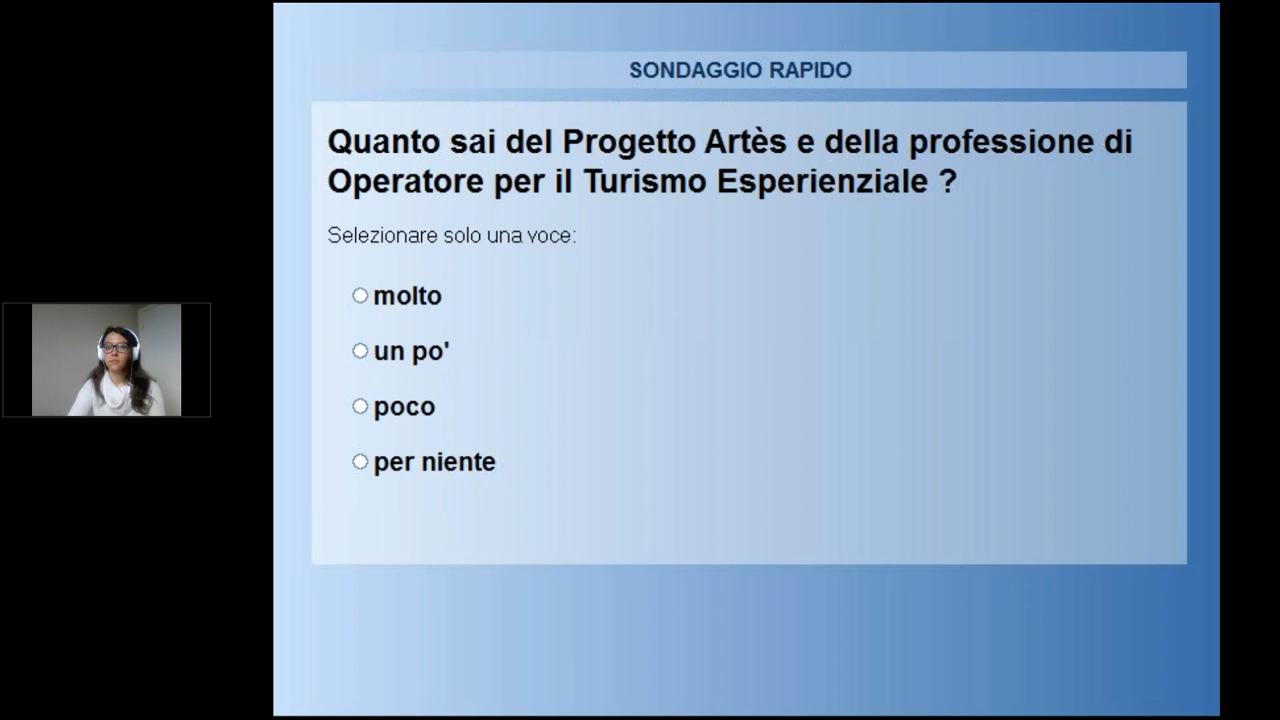 SONDAGGIO RAPIDO
Quanto sai del Progetto Artès e della professione di
Operatore per il Turismo Esperienziale ?
Selezionare solo una voce:
molto
un po'
poco
per niente